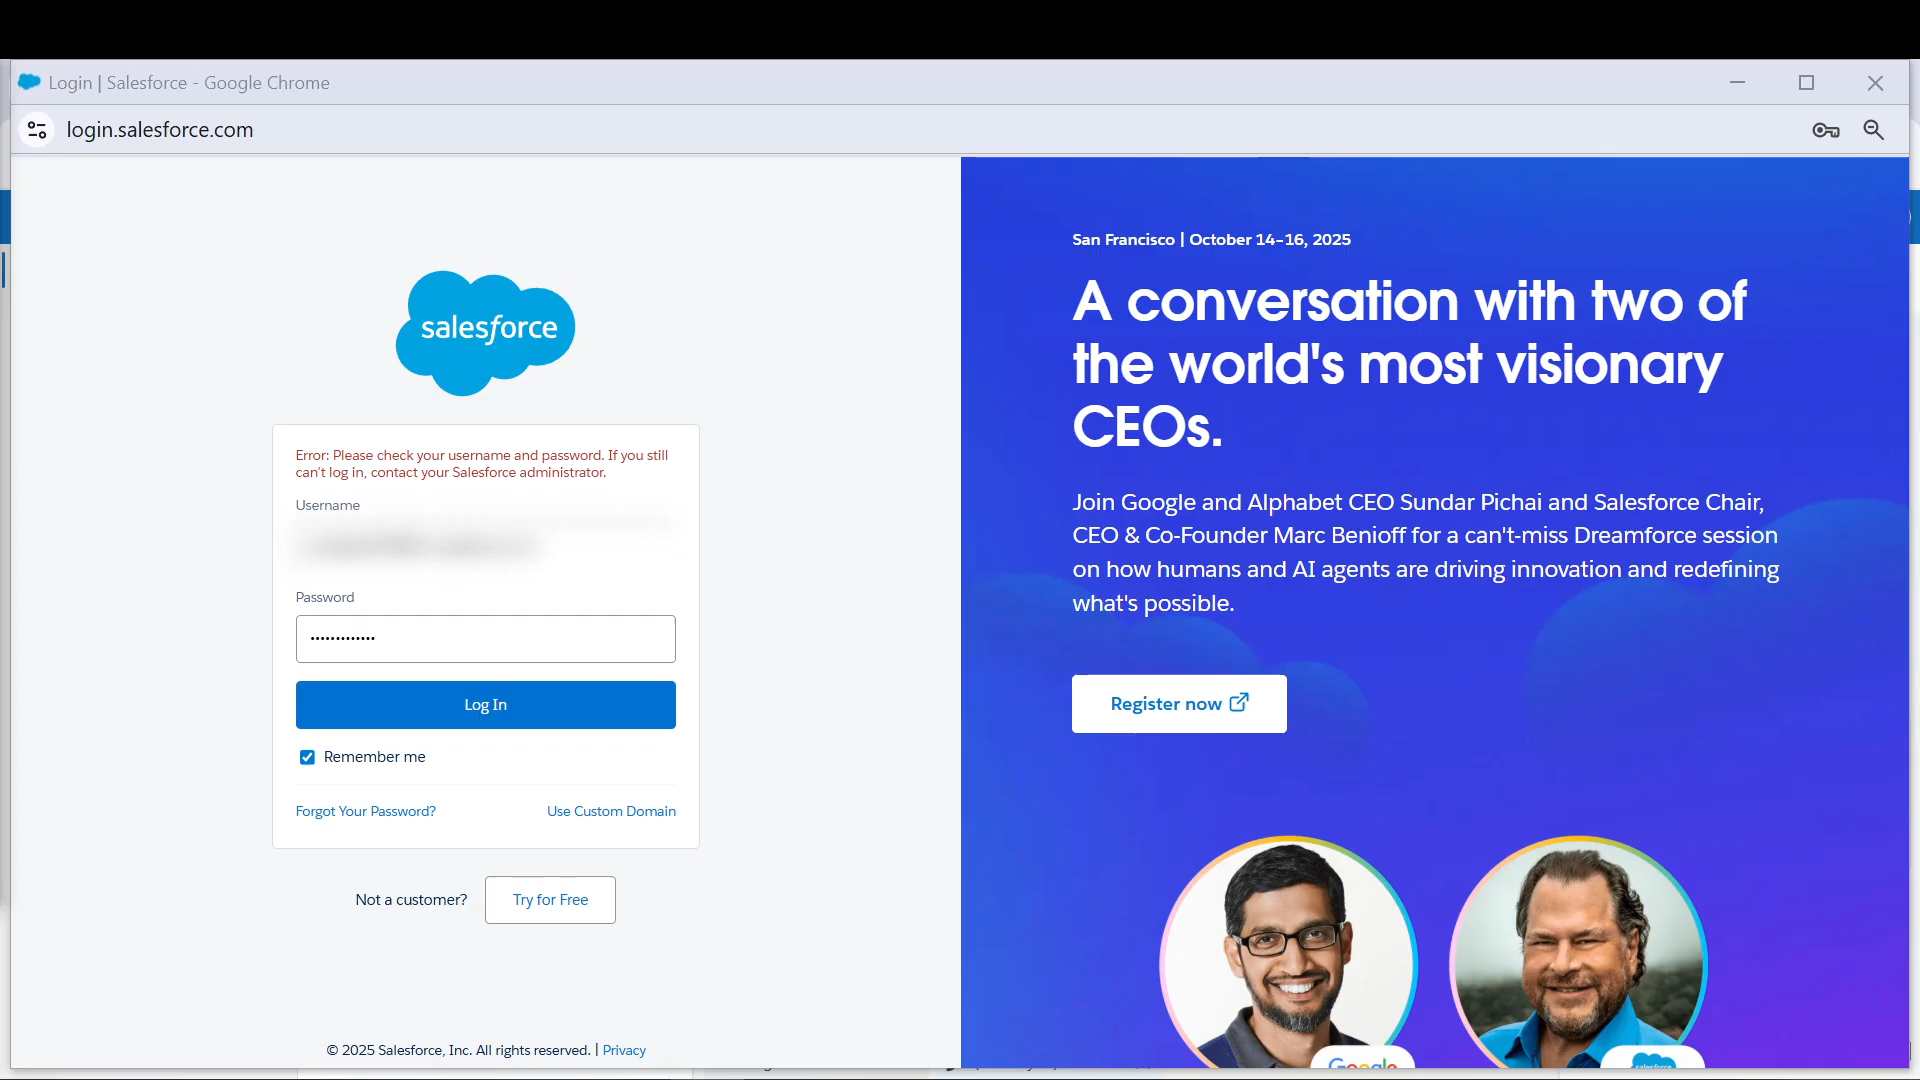 Login | Salesforce - Google Chrome
login.salesforce.com
salesforce
Error: Please check your username and password. If you still
can't log in, contact your Salesforce administrator.
Username
Password
•••••••••••••
Log In
Remember me
Forgot Your Password?
Use Custom Domain
Not a customer?
Try for Free
© 2025 Salesforce, Inc. All rights reserved. | Privacy
San Francisco | October 14–16, 2025
A conversation with two of
the world's most visionary
CEOs.
Join Google and Alphabet CEO Sundar Pichai and Salesforce Chair,
CEO & Co-Founder Marc Benioff for a can't-miss Dreamforce session
on how humans and AI agents are driving innovation and redefining
what's possible.
Register now
Google
salesforce